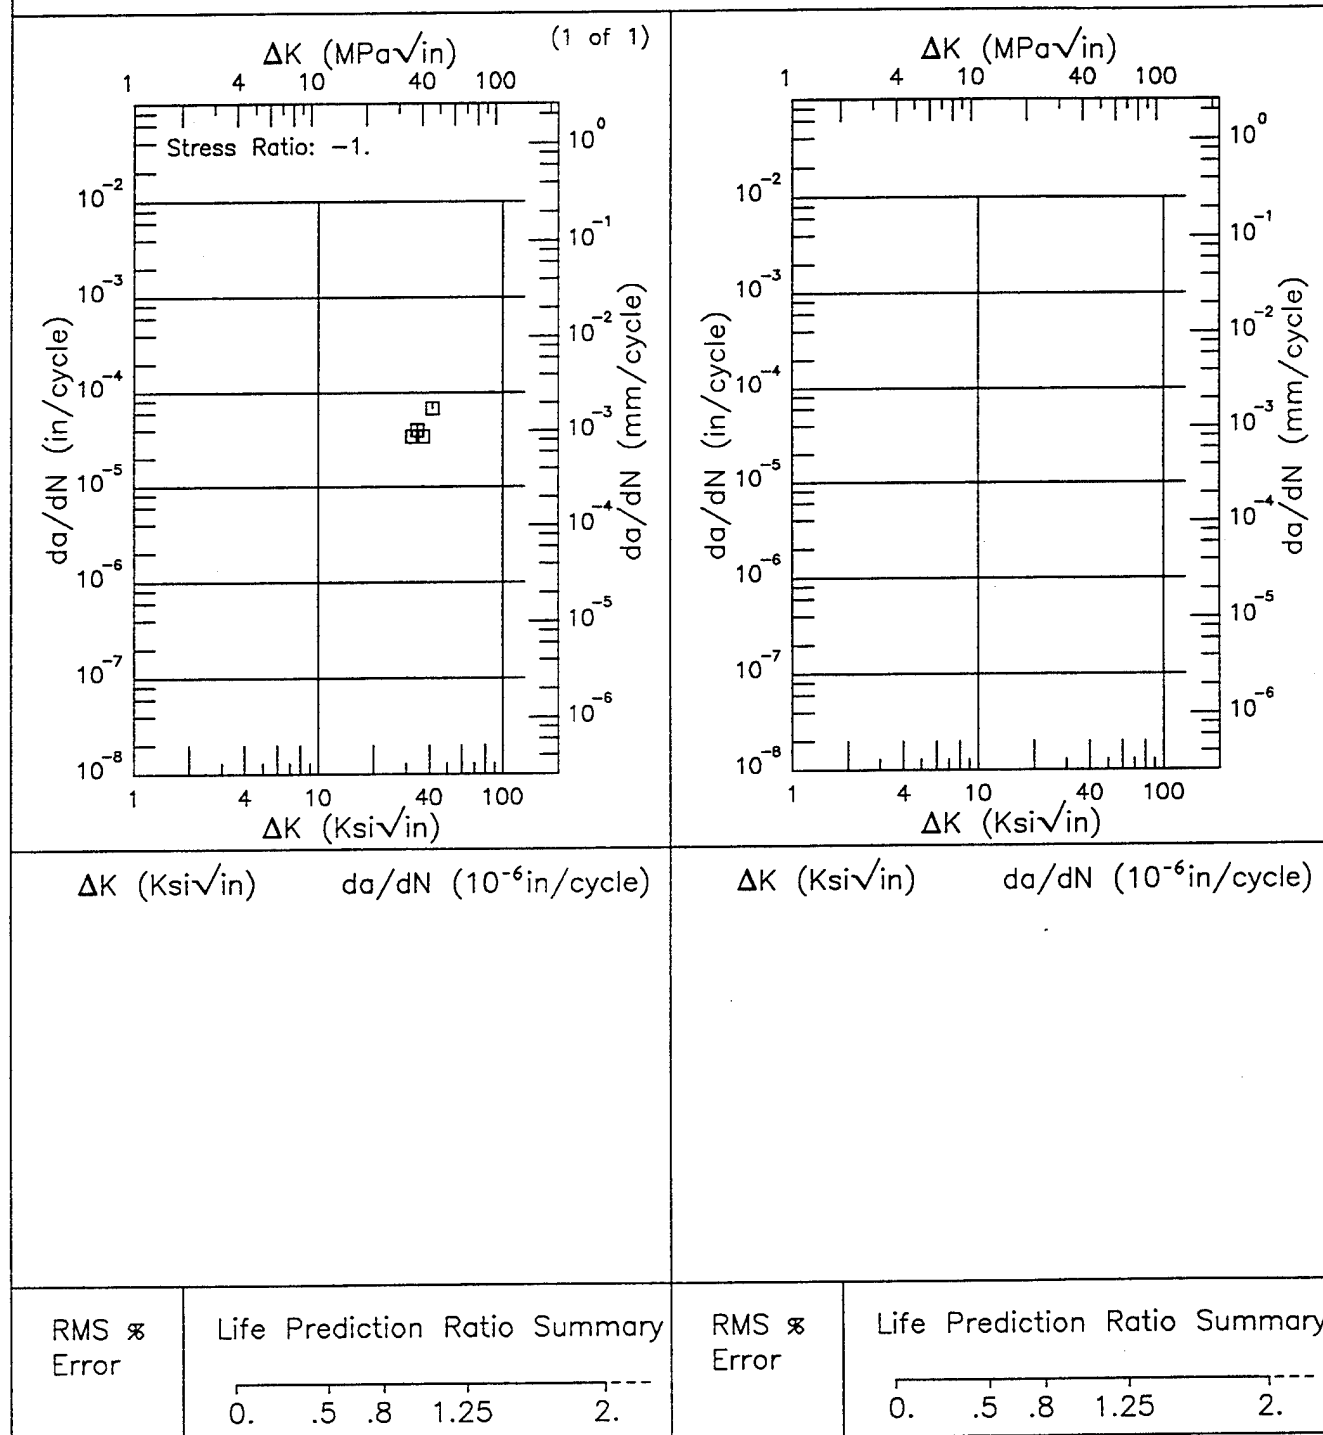 (1 of 1)
ΔK (MPa√in)
1 4 10 40 100
Stress Ratio: -1.
10⁰
10⁻²
10⁻¹
10⁻³
10⁻²
10⁻⁴
10⁻³
10⁻⁵
10⁻⁴
10⁻⁶
10⁻⁵
10⁻⁷
10⁻⁶
10⁻⁸
da/dN (in/cycle)
da/dN (mm/cycle)
1 4 10 40 100
ΔK (Ksi√in)
ΔK (MPa√in)
1 4 10 40 100
10⁰
10⁻²
10⁻¹
10⁻³
10⁻²
10⁻⁴
10⁻³
10⁻⁵
10⁻⁴
10⁻⁶
10⁻⁵
10⁻⁷
10⁻⁶
10⁻⁸
da/dN (in/cycle)
da/dN (mm/cycle)
1 4 10 40 100
ΔK (Ksi√in)
ΔK (Ksi√in) da/dN (10⁻⁶in/cycle)
ΔK (Ksi√in) da/dN (10⁻⁶in/cycle)
RMS %
Error
Life Prediction Ratio Summary
0. .5 .8 1.25 2.
RMS %
Error
Life Prediction Ratio Summary
0. .5 .8 1.25 2.